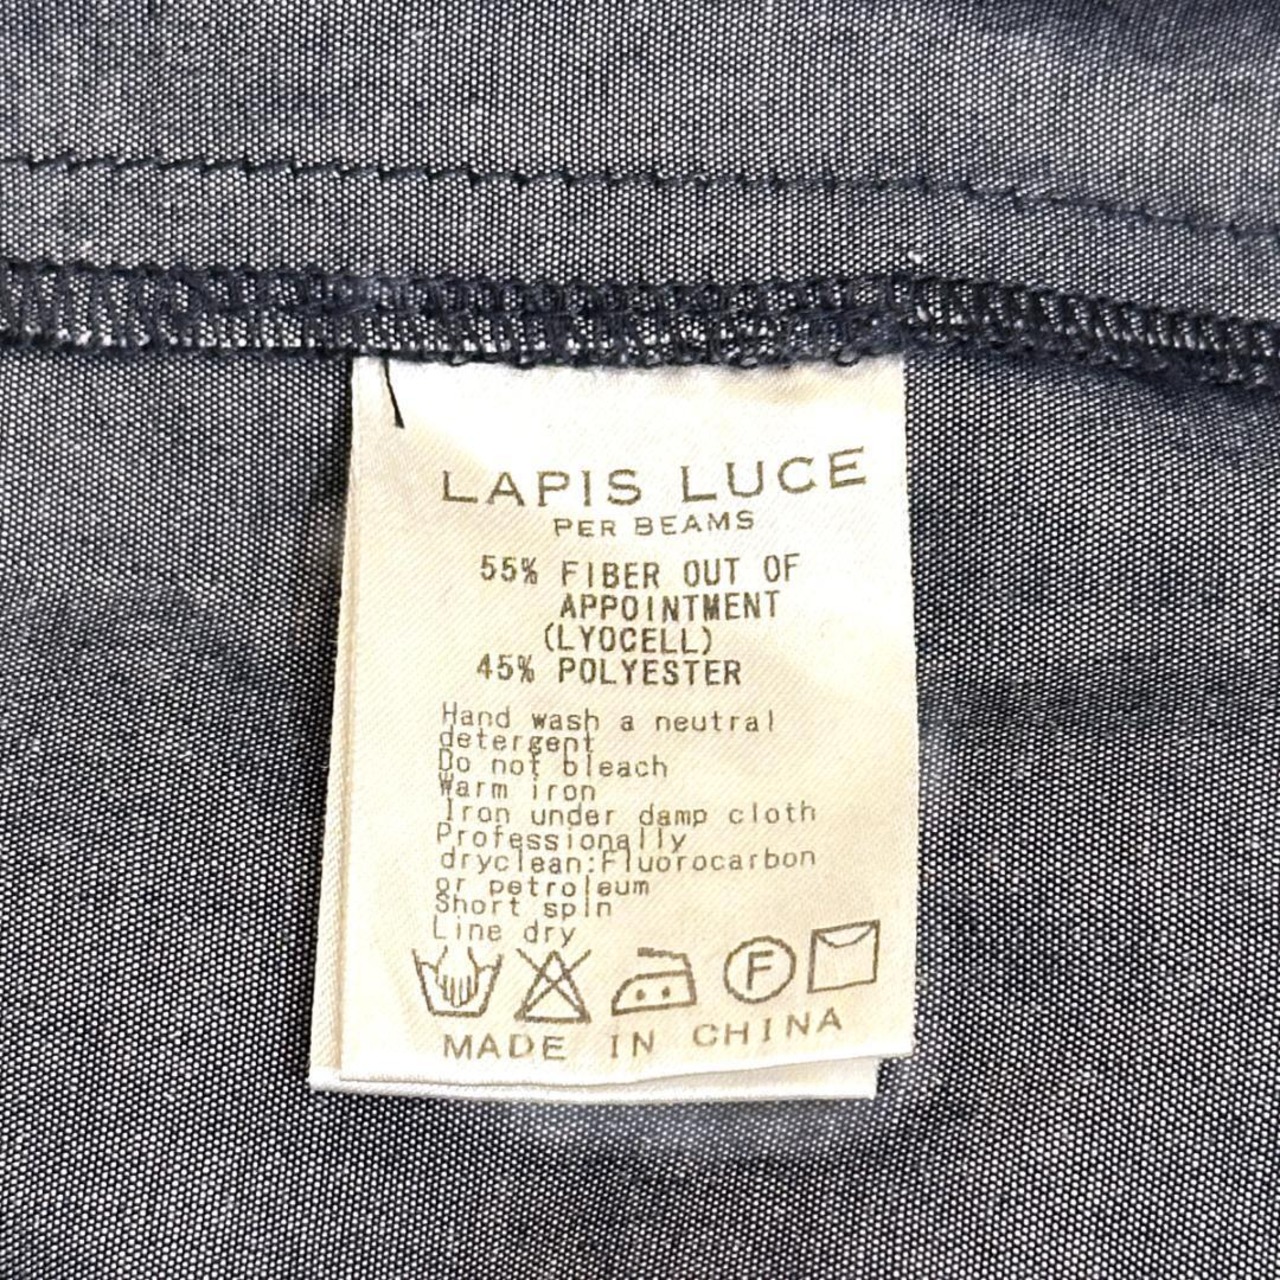 LAPIS LUCE
PER BEAMS
55% FIBER OUT OF
APPOINTMENT
(LYOCELL)
45% POLYESTER
Hand wash a neutral
detergent
Do not bleach
Warm iron
Iron under damp cloth
Professionally
dryclean:Fluorocarbon
or petroleum
Short spin
Line dry
F
MADE IN CHINA